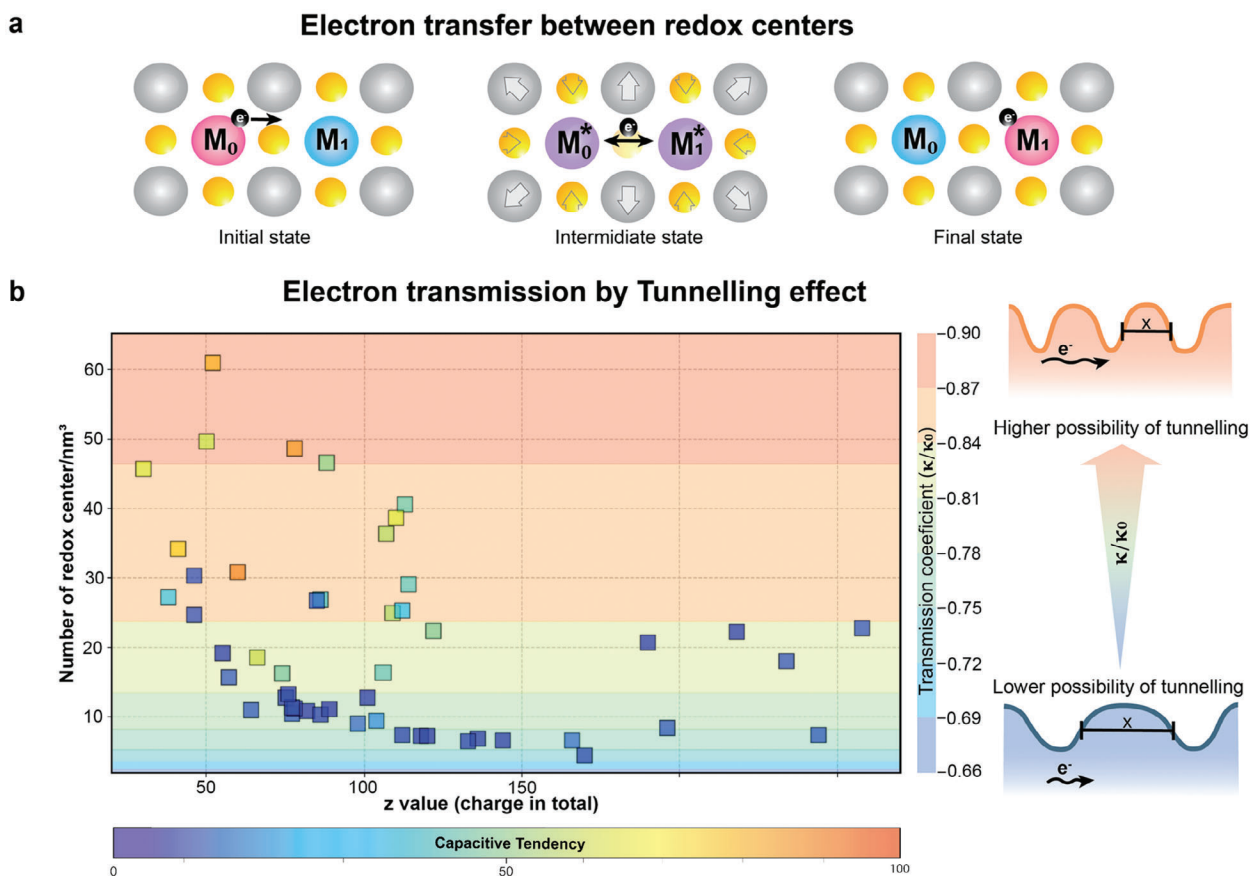 a
Electron transfer between redox centers
e⁻
M₀
M₁
Initial state
e⁻
M₀*
M₁*
Intermidiate state
e⁻
M₀
M₁
Final state
b
Electron transmission by Tunnelling effect
Number of redox center/nm³
60
50
40
30
20
10
50
100
150
z value (charge in total)
Capacitive Tendency
0
50
100
Transmission coeeficient (κ/κ₀)
0.90
0.87
0.84
0.81
0.78
0.75
0.72
0.69
0.66
x
e⁻
Higher possibility of tunnelling
κ/κ₀
Lower possibility of tunnelling
x
e⁻